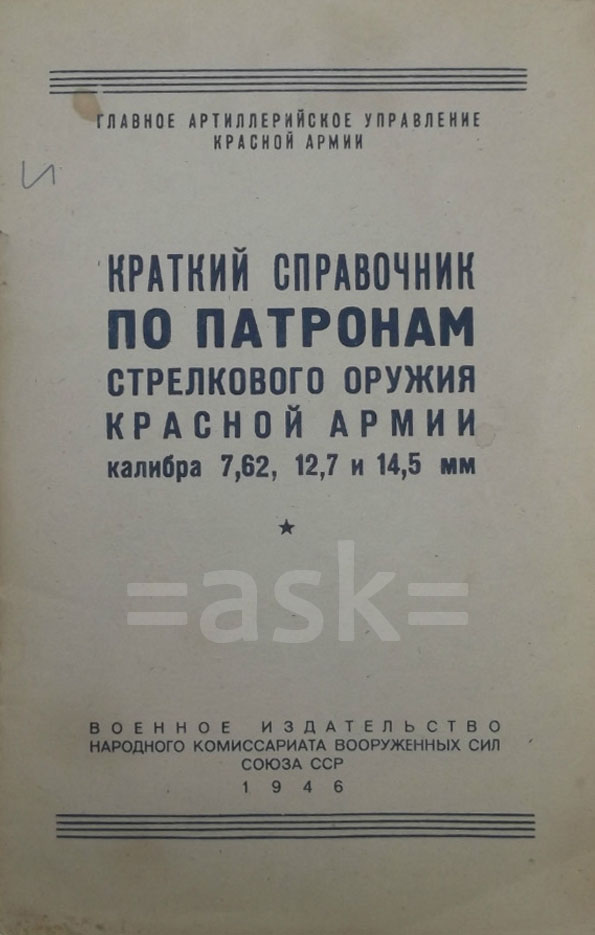 ГЛАВНОЕ АРТИЛЛЕРИЙСКОЕ УПРАВЛЕНИЕ
КРАСНОЙ АРМИИ
И
КРАТКИЙ СПРАВОЧНИК
ПО ПАТРОНАМ
СТРЕЛКОВОГО ОРУЖИЯ
КРАСНОЙ АРМИИ
калибра 7,62, 12,7 и 14,5 мм
=ask=
ВОЕННОЕ ИЗДАТЕЛЬСТВО
НАРОДНОГО КОМИССАРИАТА ВООРУЖЕННЫХ СИЛ
СОЮЗА ССР
1946